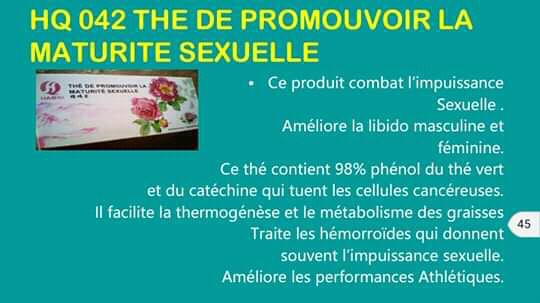 HQ 042 THE DE PROMOUVOIR LA
MATURITE SEXUELLE
THÉ DE PROMOUVOIR LA
MATURITÉ SEXUELLE
• Ce produit combat l'impuissance
Sexuelle .
Améliore la libido masculine et
féminine.
Ce thé contient 98% phénol du thé vert
et du catéchine qui tuent les cellules cancéreuses.
Il facilite la thermogénèse et le métabolisme des graisses
45
Traite les hémorroïdes qui donnent
souvent l'impuissance sexuelle.
Améliore les performances Athlétiques.